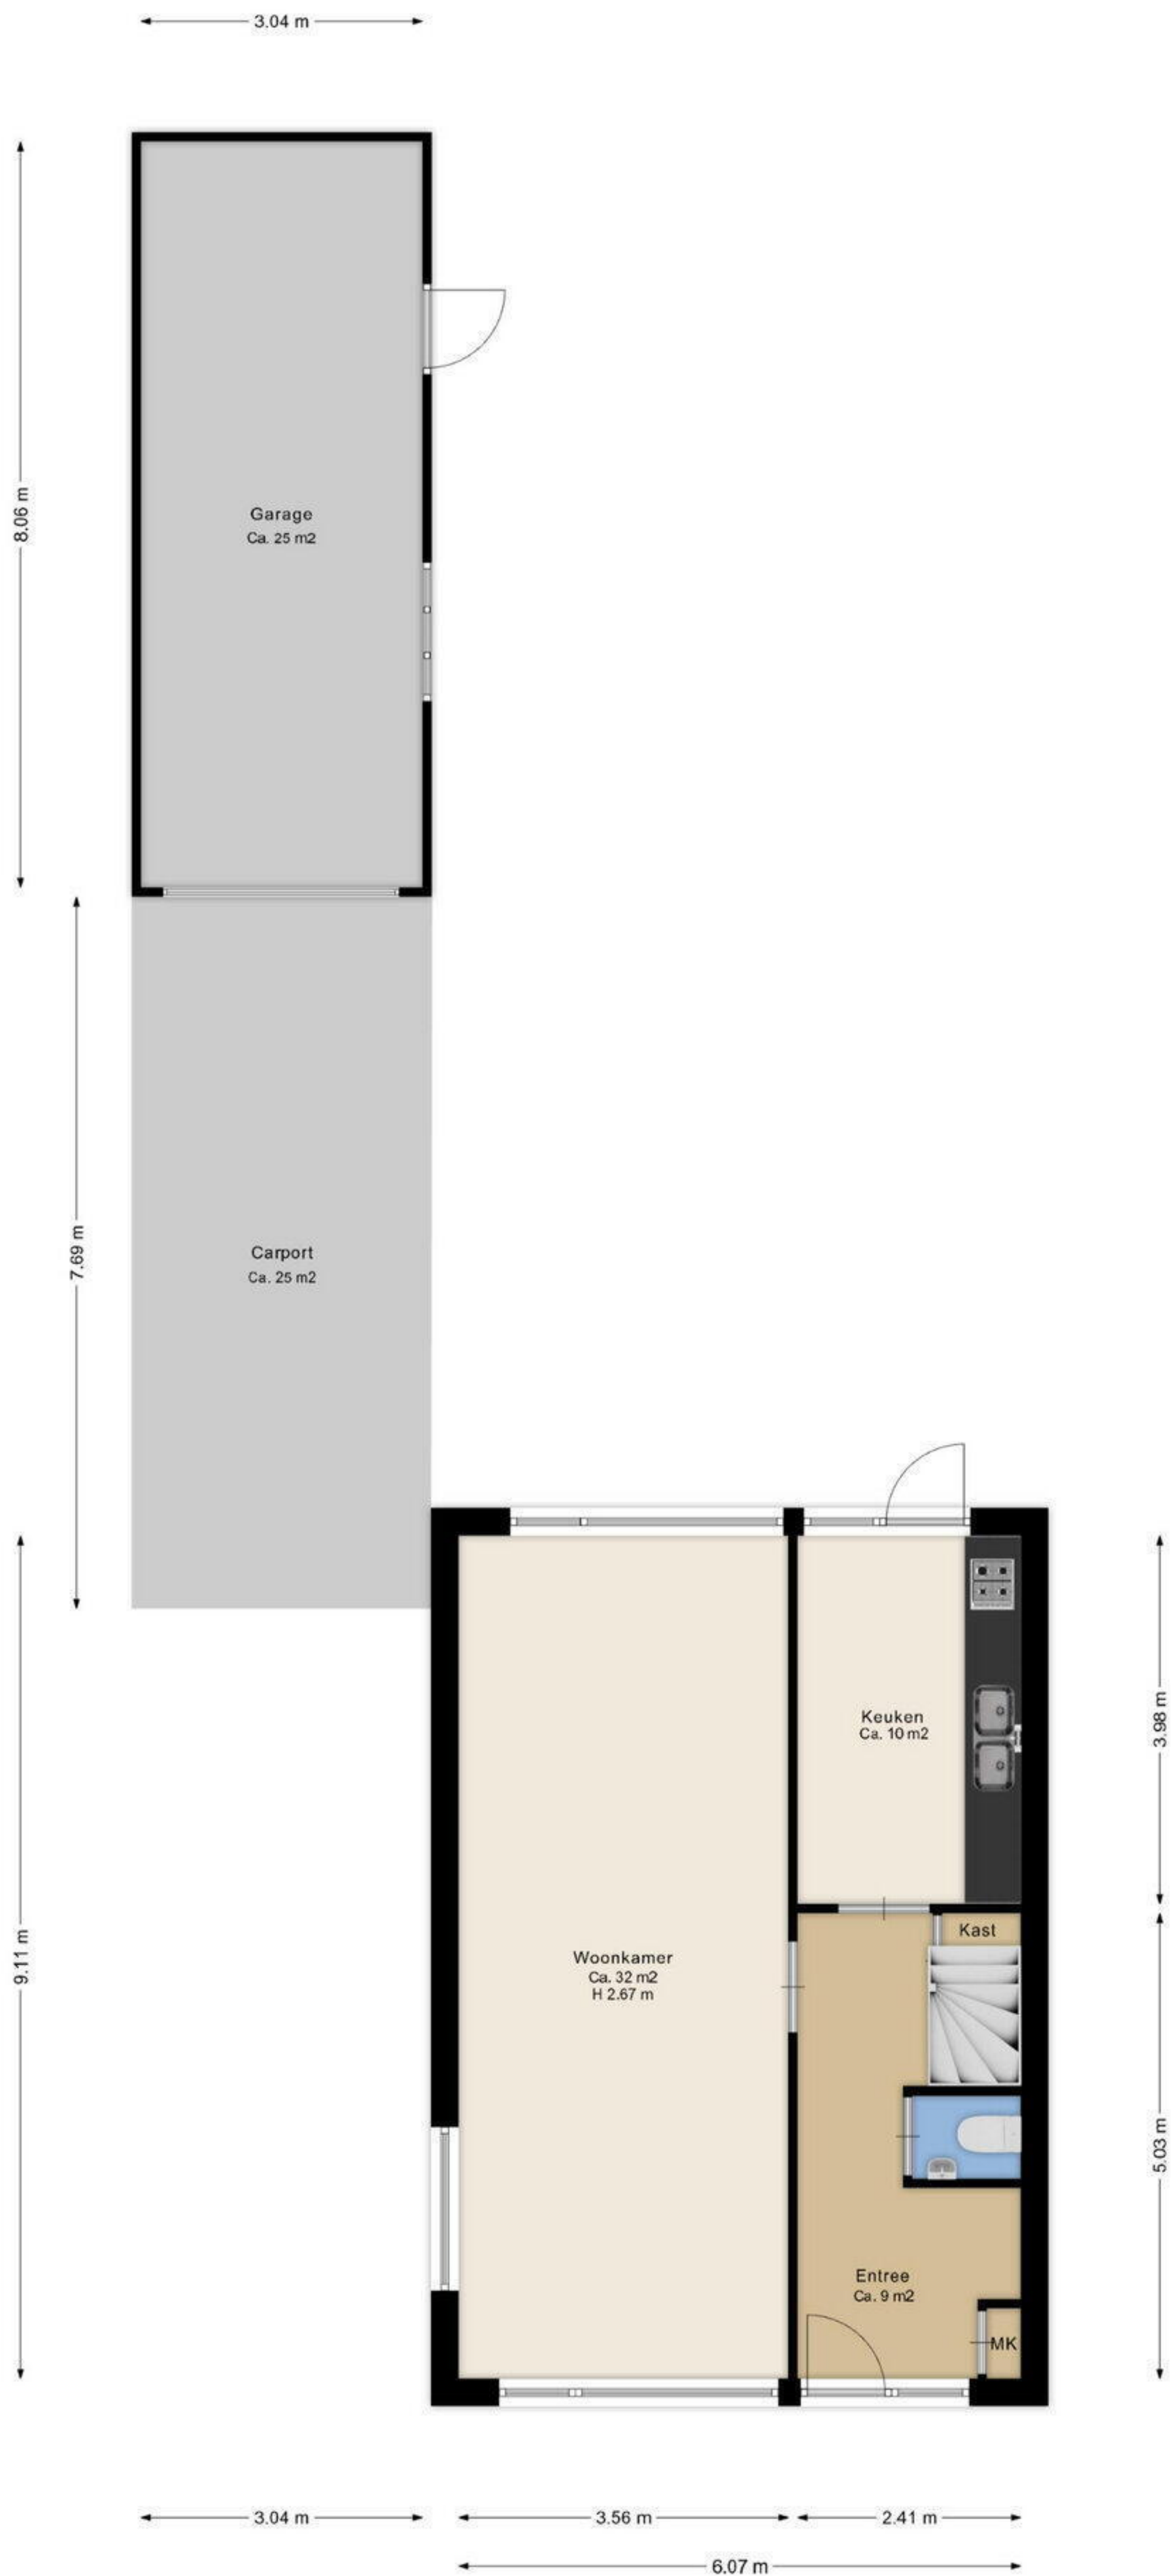 3.04 m
8.06 m
Garage
Ca. 25 m2
7.69 m
Carport
Ca. 25 m2
Keuken
Ca. 10 m2
3.98 m
Kast
Woonkamer
Ca. 32 m2
H 2.67 m
9.11 m
5.03 m
Entree
Ca. 9 m2
MK
3.04 m
3.56 m
2.41 m
6.07 m